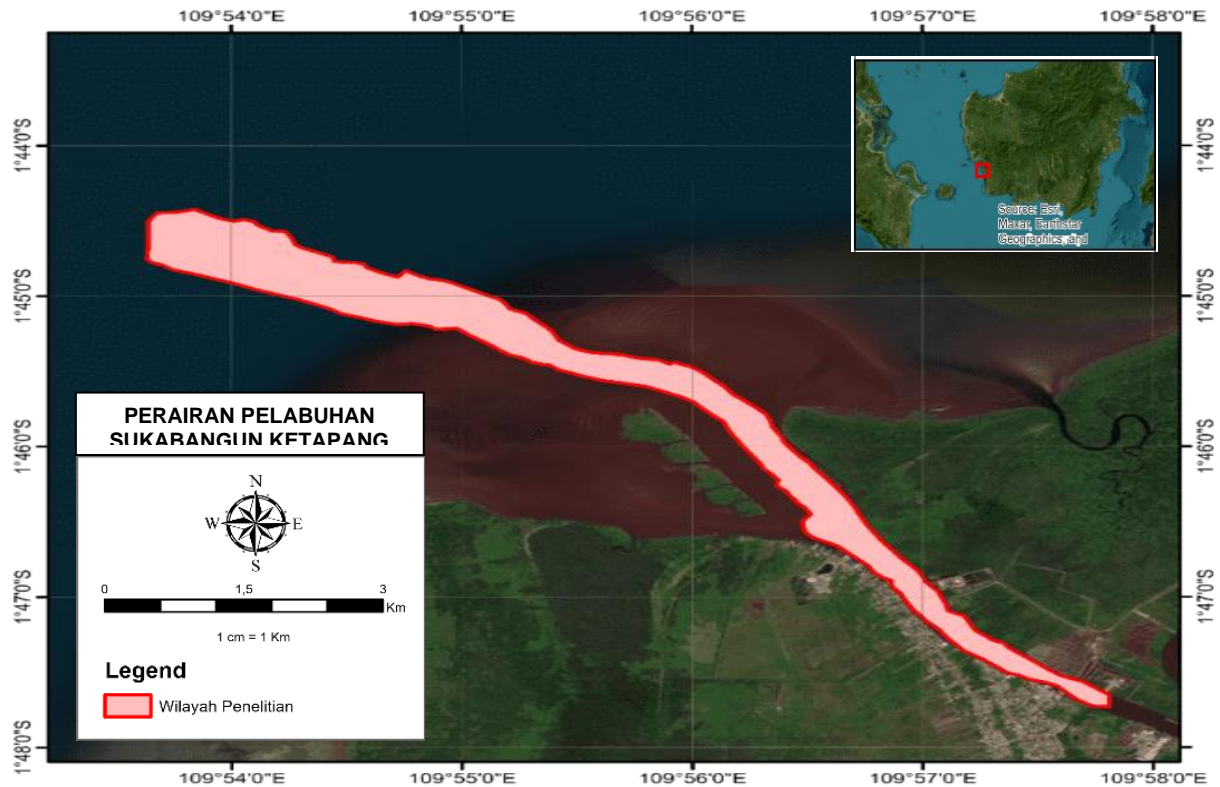 109°54'0"E 109°55'0"E 109°56'0"E 109°57'0"E 109°58'0"E
1°44'0"S 1°44'0"S
Source: Esri,
Maxar, Earthstar
Geographics, and
1°45'0"S 1°45'0"S
PERAIRAN PELABUHAN
SUKABANGUN KETAPANG
1°46'0"S 1°46'0"S
N
W E
S
0 1,5 3
Km
1 cm = 1 Km
1°47'0"S 1°47'0"S
Legend
Wilayah Penelitian
1°48'0"S
109°54'0"E 109°55'0"E 109°56'0"E 109°57'0"E 109°58'0"E